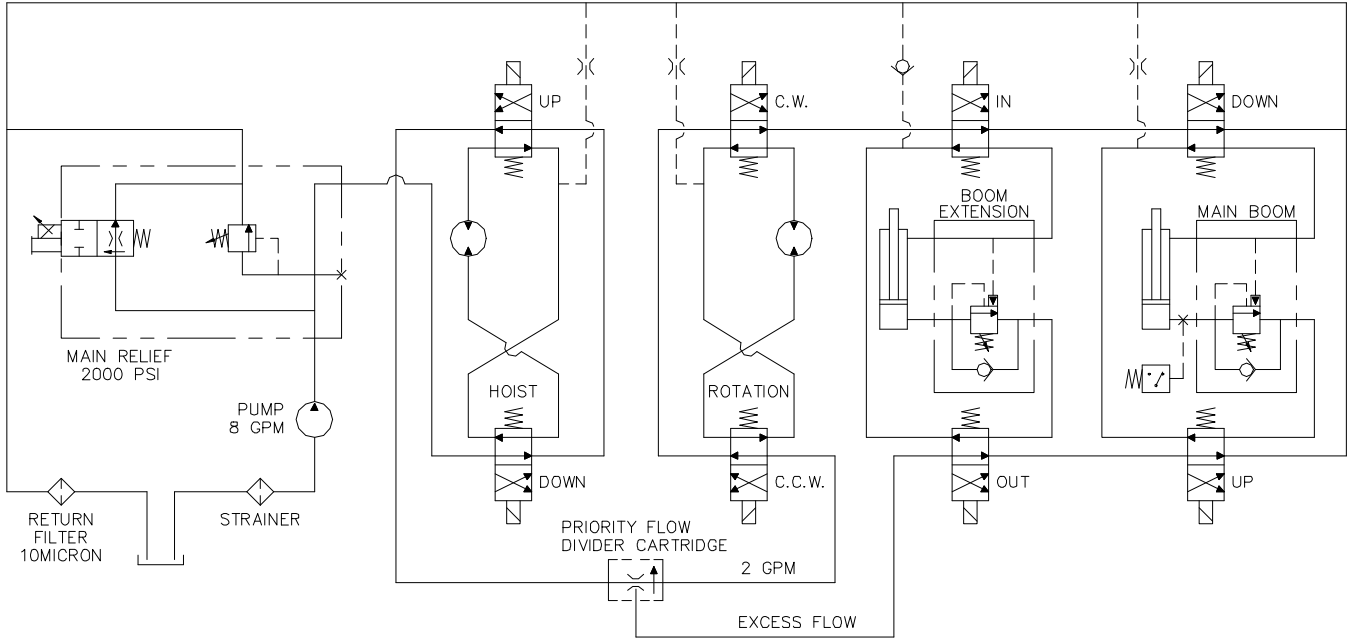 UP
C.W.
IN
DOWN
BOOM
EXTENSION
MAIN BOOM
MAIN RELIEF
2000 PSI
HOIST
ROTATION
PUMP
8 GPM
DOWN
C.C.W.
OUT
UP
RETURN
FILTER
10MICRON
STRAINER
PRIORITY FLOW
DIVIDER CARTRIDGE
2 GPM
EXCESS FLOW